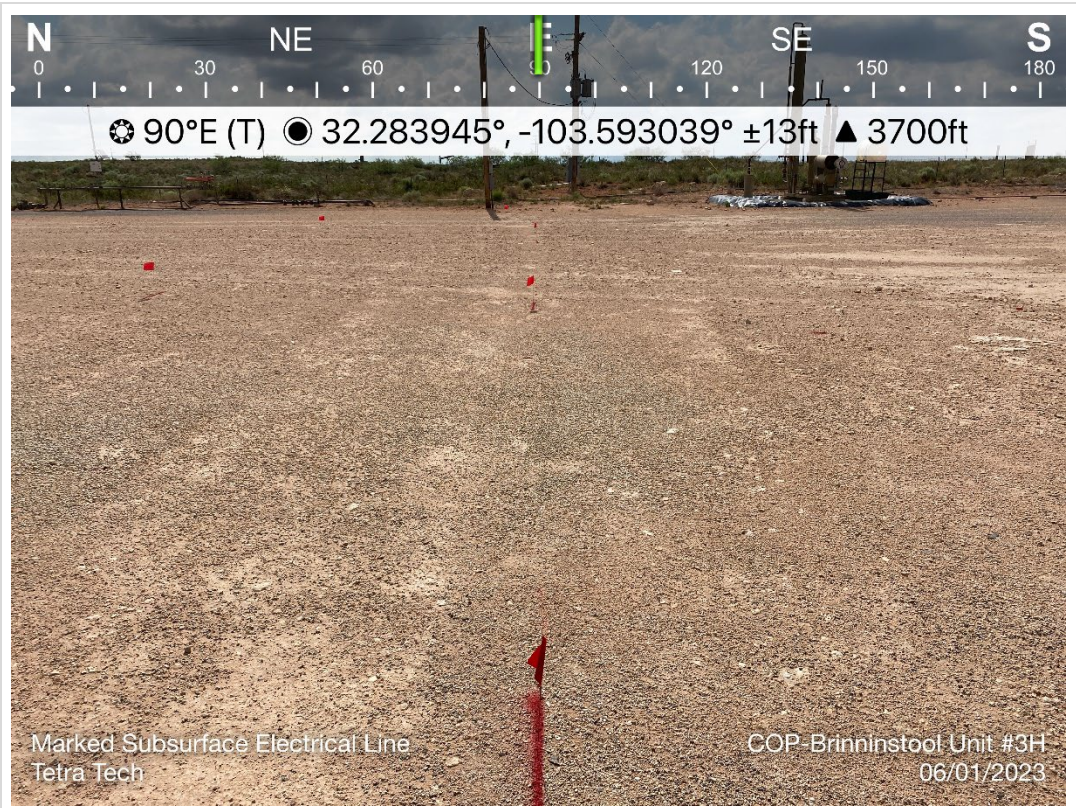 N NE E SE S
0 30 60 90 120 150 180
90°E (T) 32.283945°, -103.593039° ±13ft ▲ 3700ft
Marked Subsurface Electrical Line
Tetra Tech
COP-Brinninstool Unit #3H
06/01/2023